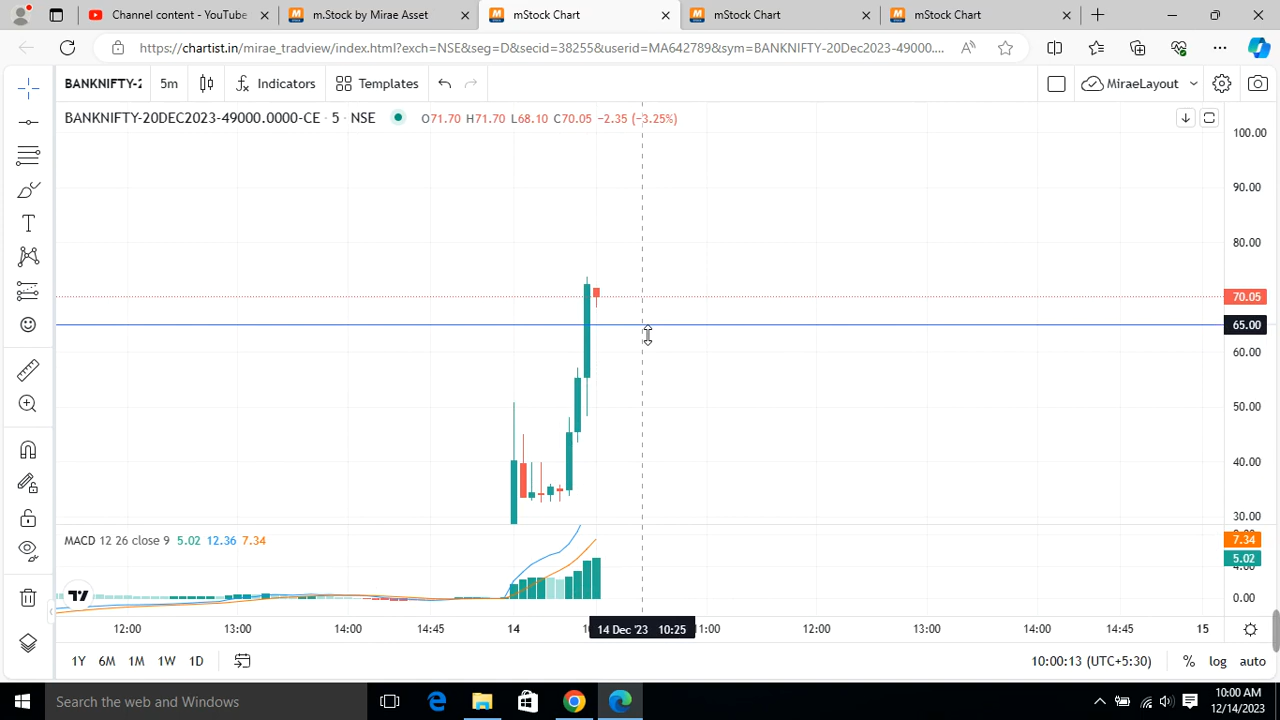 Channel content - YouTube
m.Stock by Mirae Asset
mStock Chart
mStock Chart
mstock Chart
https://chartist.in/mirae_tradview/index.html?exch=NSE&seg=D&secid=38255&userid=MA642789&sym=BANKNIFTY-20Dec2023-49000....
BANKNIFTY-2 5m Indicators Templates MiraeLayout
BANKNIFTY-20DEC2023-49000.0000-CE · 5 · NSE O71.70 H71.70 L68.10 C70.05 −2.35 (−3.25%)
100.00
90.00
80.00
70.05
65.00
60.00
50.00
40.00
30.00
MACD 12 26 close 9 5.02 12.36 7.34
7.34
5.02
0.00
12:00 13:00 14:00 14:45 14 14 Dec '23 10:25 11:00 12:00 13:00 14:00 14:45 15
1Y 6M 1M 1W 1D 10:00:13 (UTC+5:30) % log auto
Search the web and Windows
10:00 AM
12/14/2023